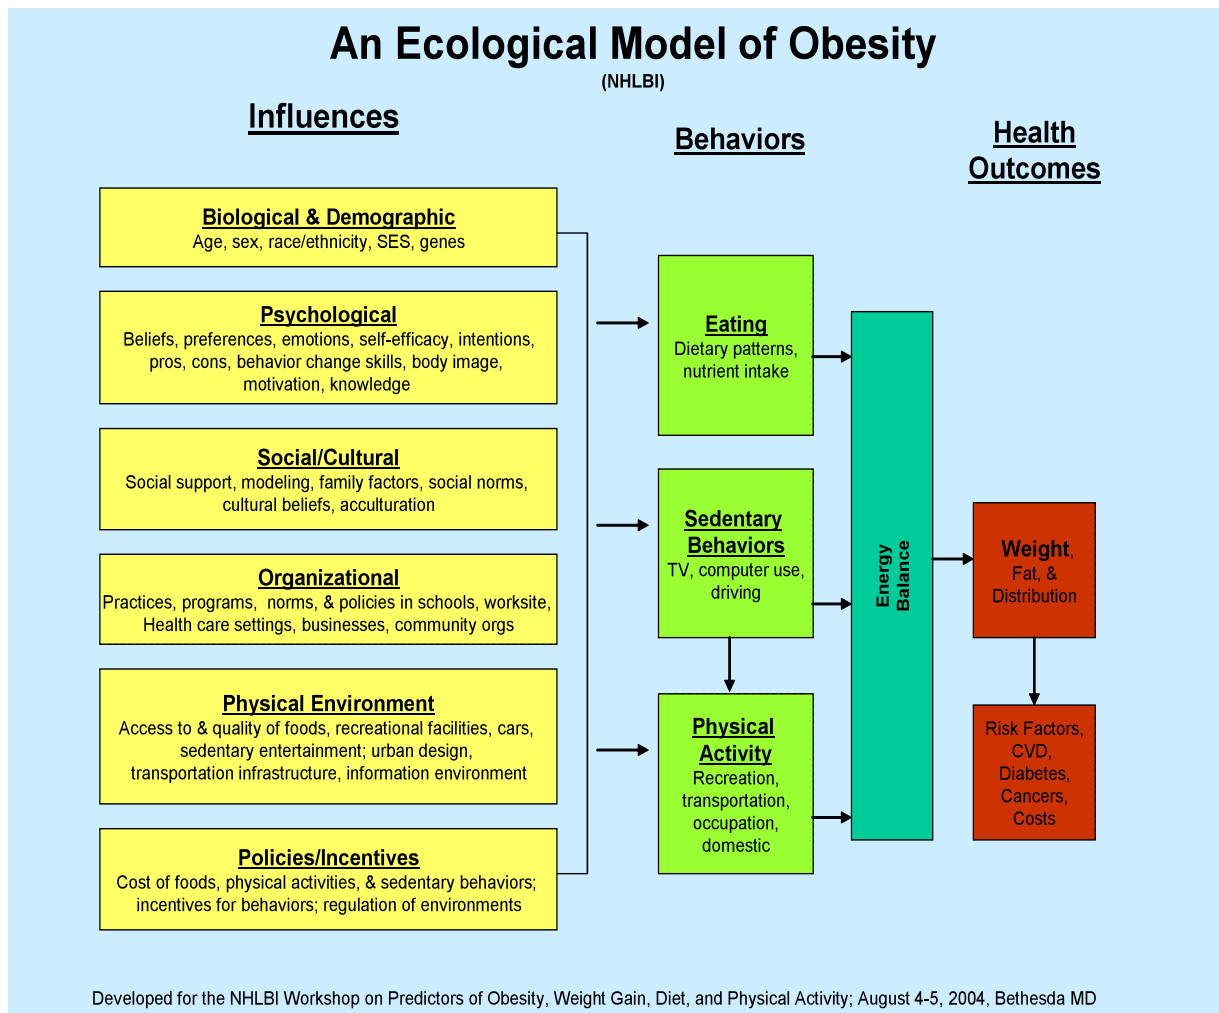 An Ecological Model of Obesity
(NHLBI)
Influences
Behaviors
Health
Outcomes
Biological & Demographic
Age, sex, race/ethnicity, SES, genes
Psychological
Beliefs, preferences, emotions, self-efficacy, intentions,
pros, cons, behavior change skills, body image,
motivation, knowledge
Social/Cultural
Social support, modeling, family factors, social norms,
cultural beliefs, acculturation
Organizational
Practices, programs,  norms, & policies in schools, worksite,
Health care settings, businesses, community orgs
Physical Environment
Access to & quality of foods, recreational facilities, cars,
sedentary entertainment; urban design,
transportation infrastructure, information environment
Policies/Incentives
Cost of foods, physical activities, & sedentary behaviors;
incentives for behaviors; regulation of environments
Eating
Dietary patterns,
nutrient intake
Sedentary
Behaviors
TV, computer use,
driving
Physical
Activity
Recreation,
transportation,
occupation,
domestic
Energy
Balance
Weight,
Fat, &
Distribution
Risk Factors,
CVD,
Diabetes,
Cancers,
Costs
Developed for the NHLBI Workshop on Predictors of Obesity, Weight Gain, Diet, and Physical Activity; August 4-5, 2004, Bethesda MD